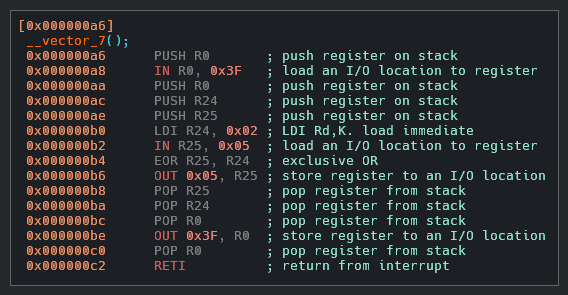 [0x000000a6]
__vector_7();
0x000000a6 PUSH R0 ; push register on stack
0x000000a8 IN R0, 0x3F ; load an I/O location to register
0x000000aa PUSH R0 ; push register on stack
0x000000ac PUSH R24 ; push register on stack
0x000000ae PUSH R25 ; push register on stack
0x000000b0 LDI R24, 0x02 ; LDI Rd,K. load immediate
0x000000b2 IN R25, 0x05 ; load an I/O location to register
0x000000b4 EOR R25, R24 ; exclusive OR
0x000000b6 OUT 0x05, R25 ; store register to an I/O location
0x000000b8 POP R25 ; pop register from stack
0x000000ba POP R24 ; pop register from stack
0x000000bc POP R0 ; pop register from stack
0x000000be OUT 0x3F, R0 ; store register to an I/O location
0x000000c0 POP R0 ; pop register from stack
0x000000c2 RETI ; return from interrupt